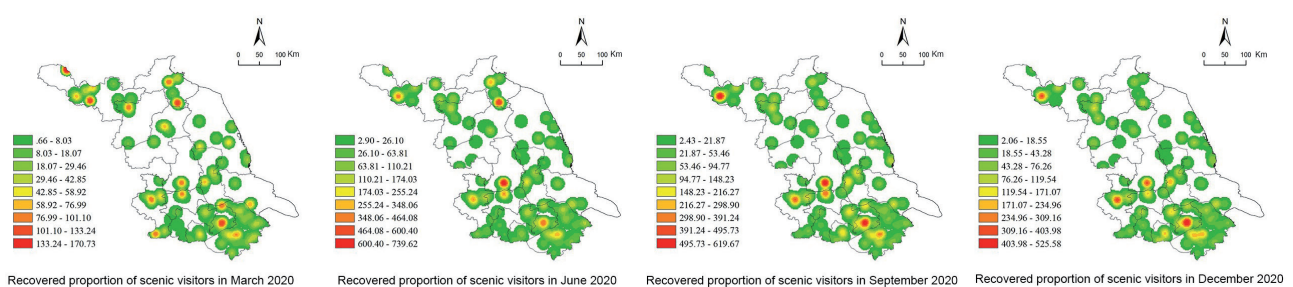 N
0 50 100 Km
.66 - 8.03
8.03 - 18.07
18.07 - 29.46
29.46 - 42.85
42.85 - 58.92
58.92 - 76.99
76.99 - 101.10
101.10 - 133.24
133.24 - 170.73
Recovered proportion of scenic visitors in March 2020
N
0 50 100 Km
2.90 - 26.10
26.10 - 63.81
63.81 - 110.21
110.21 - 174.03
174.03 - 255.24
255.24 - 348.06
348.06 - 464.08
464.08 - 600.40
600.40 - 739.62
Recovered proportion of scenic visitors in June 2020
N
0 50 100 Km
2.43 - 21.87
21.87 - 53.46
53.46 - 94.77
94.77 - 148.23
148.23 - 216.27
216.27 - 298.90
298.90 - 391.24
391.24 - 495.73
495.73 - 619.67
Recovered proportion of scenic visitors in September 2020
N
0 50 100 Km
2.06 - 18.55
18.55 - 43.28
43.28 - 76.26
76.26 - 119.54
119.54 - 171.07
171.07 - 234.96
234.96 - 309.16
309.16 - 403.98
403.98 - 525.58
Recovered proportion of scenic visitors in December 2020